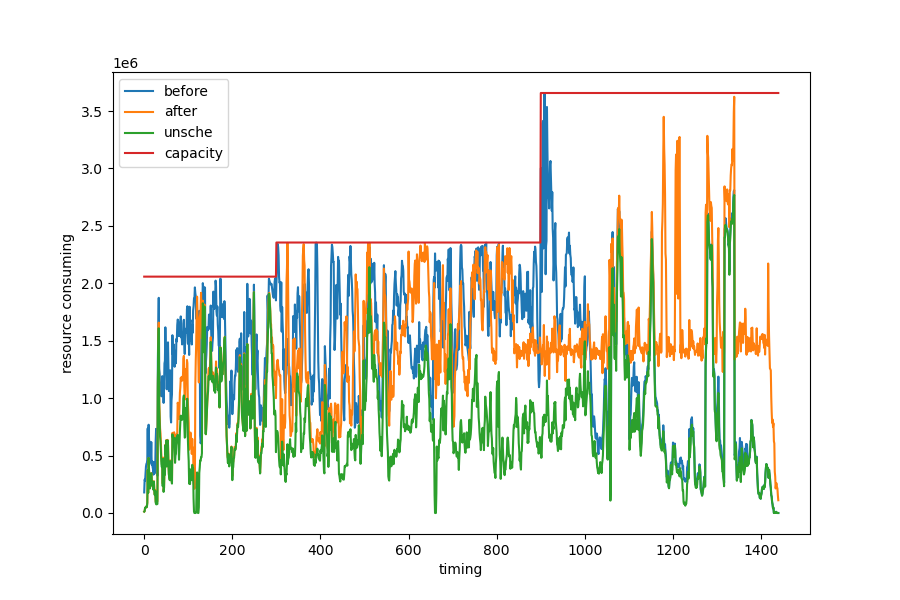 1e6
before
after
unsche
capacity
3.5
3.0
2.5
2.0
1.5
1.0
0.5
0.0
resource consuming
0 200 400 600 800 1000 1200 1400
timing